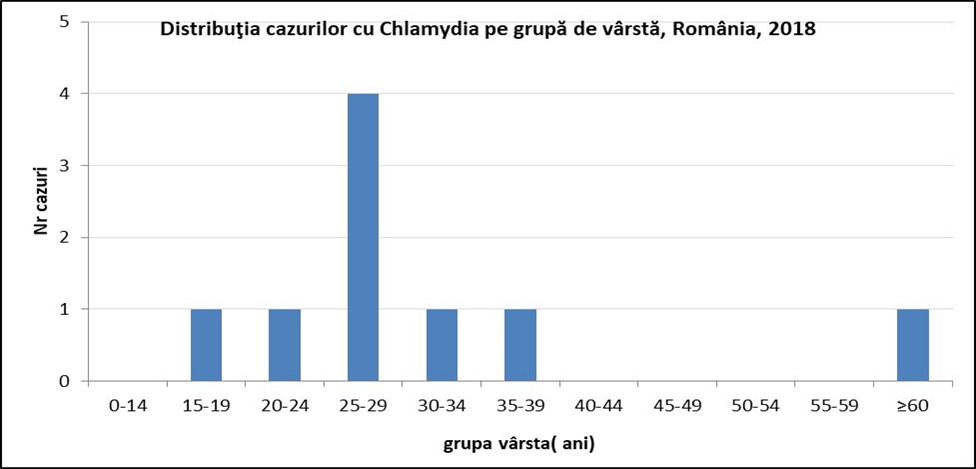 Distribuţia cazurilor cu Chlamydia pe grupă de vârstă, România, 2018
5
4
3
2
1
0
Nr cazuri
0-14 15-19 20-24 25-29 30-34 35-39 40-44 45-49 50-54 55-59 ≥60
grupa vârsta( ani)